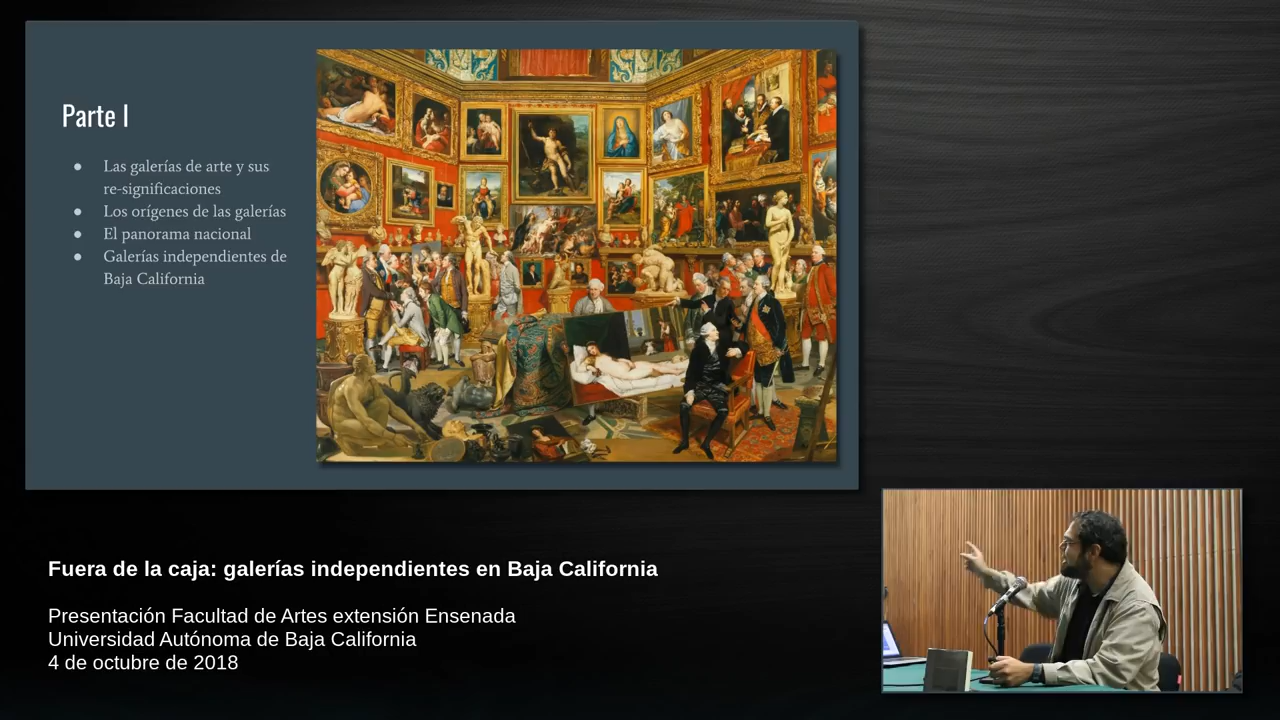 Parte I
● Las galerías de arte y sus
re-significaciones
● Los orígenes de las galerías
● El panorama nacional
● Galerías independientes de
Baja California
Fuera de la caja: galerías independientes en Baja California
Presentación Facultad de Artes extensión Ensenada
Universidad Autónoma de Baja California
4 de octubre de 2018